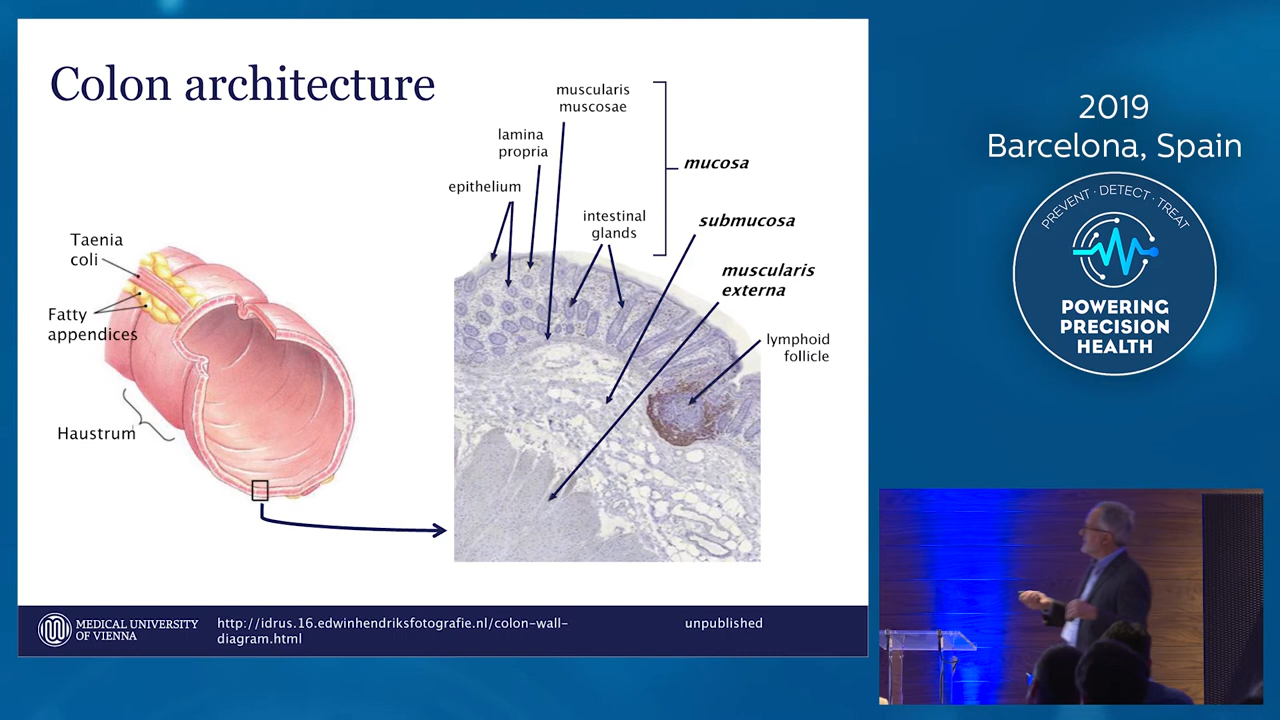 Colon architecture
muscularis
muscosae
lamina
propria
epithelium
mucosa
intestinal
glands
submucosa
muscularis
externa
lymphoid
follicle
Taenia
coli
Fatty
appendices
Haustrum
MEDICAL UNIVERSITY
OF VIENNA
http://idrus.16.edwinhendriksfotografie.nl/colon-wall-
diagram.html
unpublished
2019
Barcelona, Spain
PREVENT · DETECT · TREAT
POWERING
PRECISION
HEALTH